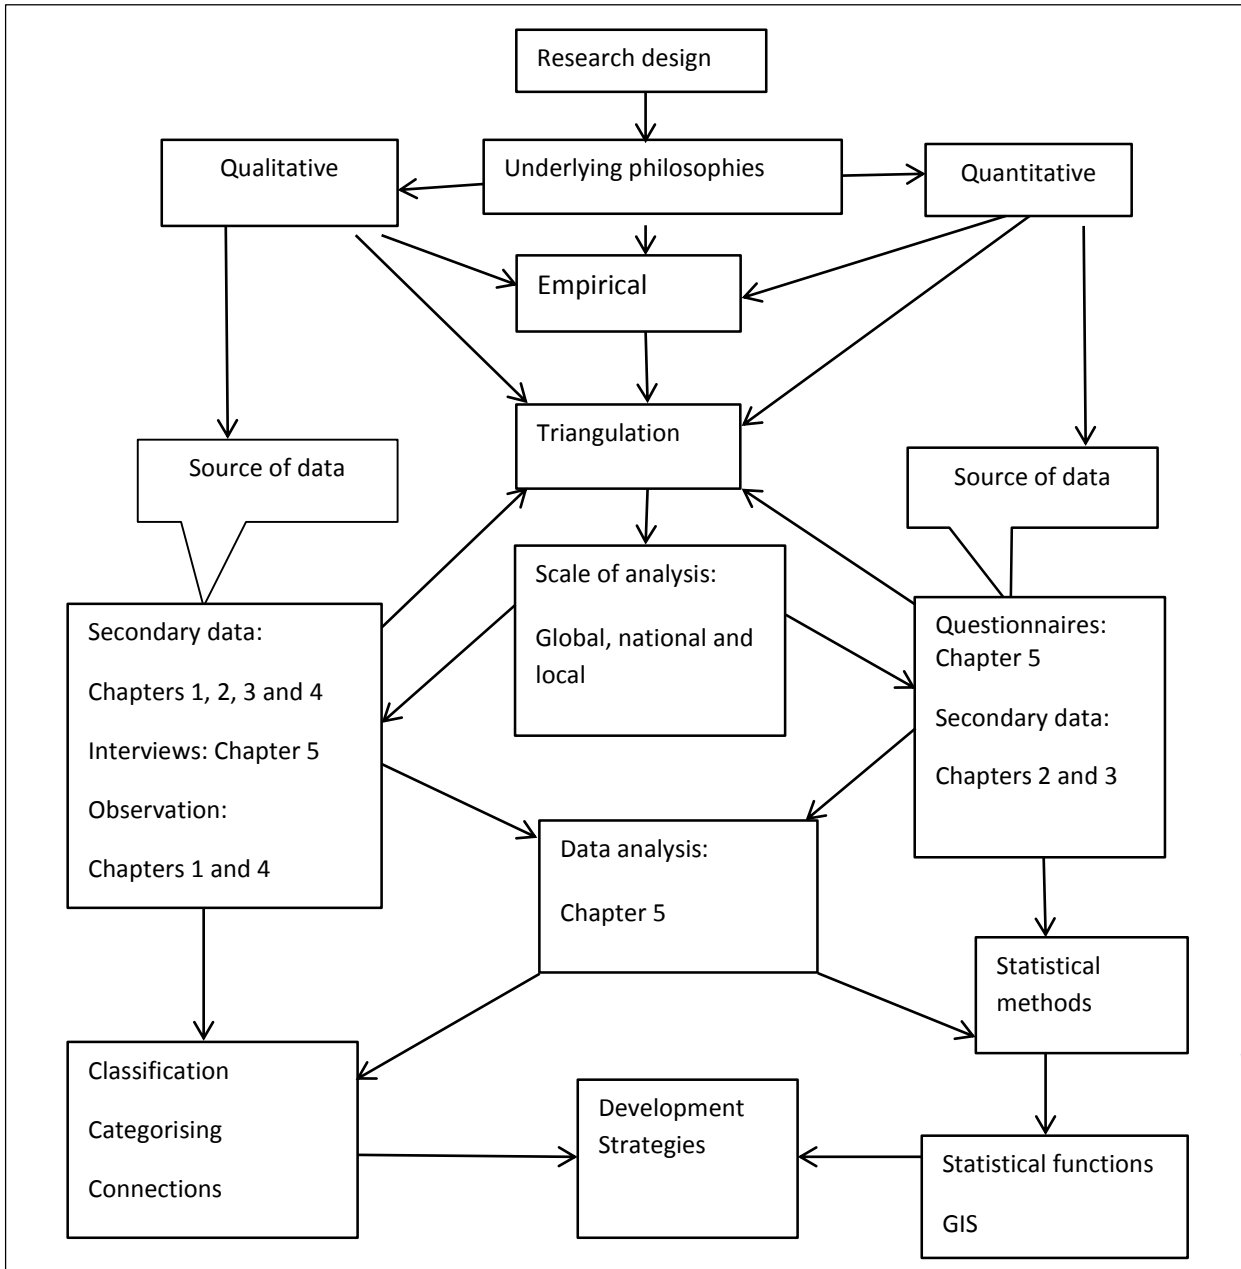 Research design
Qualitative
Underlying philosophies
Quantitative
Empirical
Triangulation
Source of data
Source of data
Scale of analysis:
Global, national and
local
Secondary data:
Chapters 1, 2, 3 and 4
Interviews: Chapter 5
Observation:
Chapters 1 and 4
Questionnaires:
Chapter 5
Secondary data:
Chapters 2 and 3
Data analysis:
Chapter 5
Statistical
methods
Classification
Categorising
Connections
Development
Strategies
Statistical functions
GIS